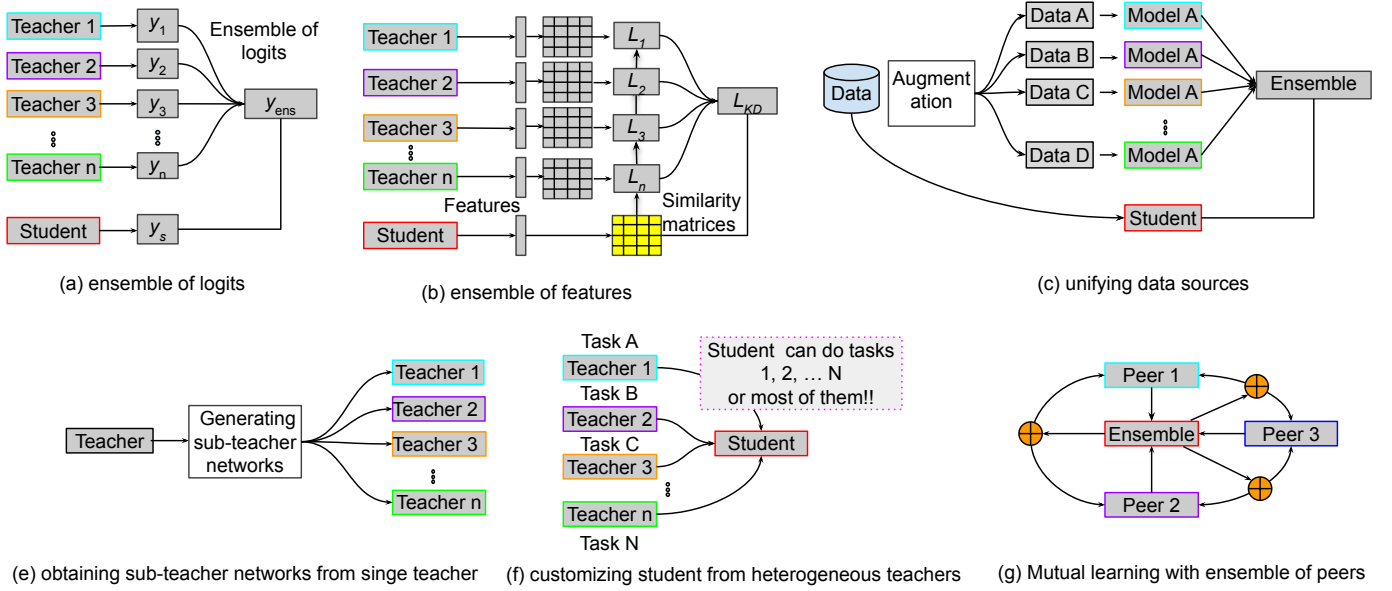 Teacher 1
y1
Teacher 2
y2
Teacher 3
y3
Teacher n
yn
Student
ys
Ensemble of
logits
yens
(a) ensemble of logits
Teacher 1
L1
Teacher 2
L2
Teacher 3
L3
Teacher n
Ln
LKD
Features
Similarity
matrices
Student
(b) ensemble of features
Data
Augment
ation
Data A
Model A
Data B
Model A
Data C
Model A
Data D
Model A
Ensemble
Student
(c) unifying data sources
Teacher
Generating
sub-teacher
networks
Teacher 1
Teacher 2
Teacher 3
Teacher n
(e) obtaining sub-teacher networks from singe teacher
Task A
Teacher 1
Task B
Teacher 2
Task C
Teacher 3
Teacher n
Task N
Student can do tasks
1, 2, ... N
or most of them!!
Student
(f) customizing student from heterogeneous teachers
Peer 1
Ensemble
Peer 3
Peer 2
(g) Mutual learning with ensemble of peers